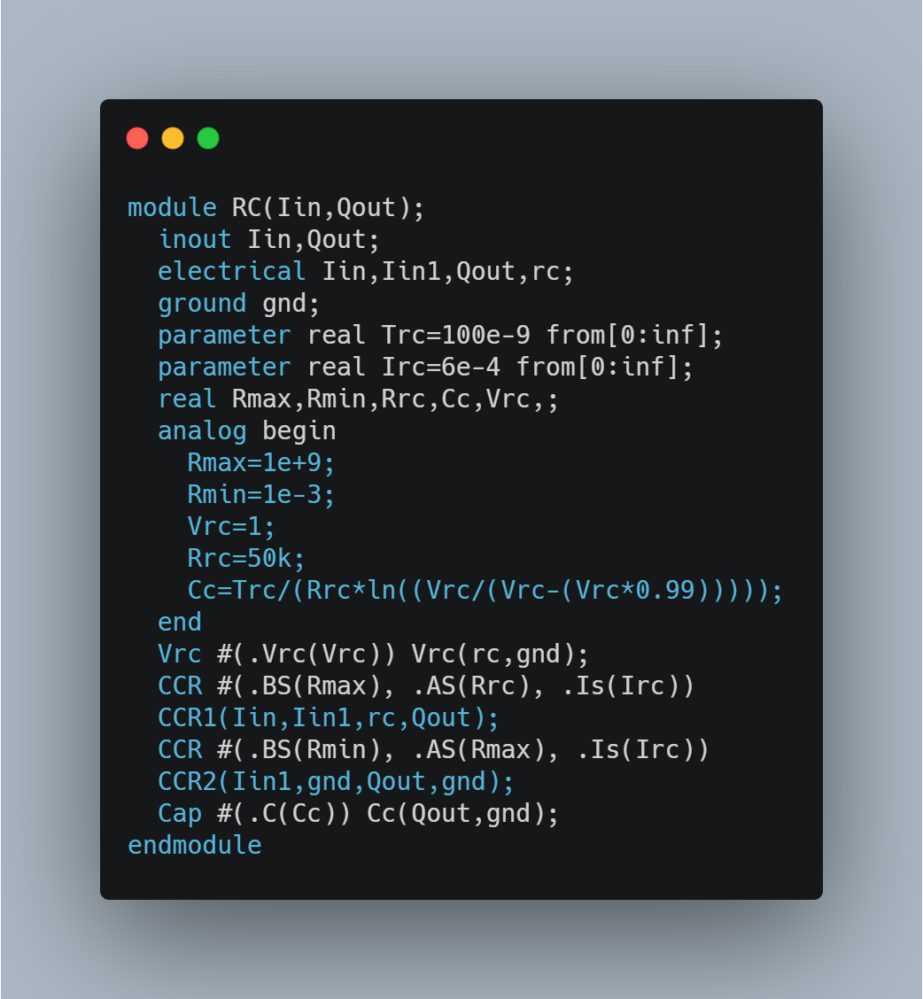 module RC(Iin,Qout);
  inout Iin,Qout;
  electrical Iin,Iin1,Qout,rc;
  ground gnd;
  parameter real Trc=100e-9 from[0:inf];
  parameter real Irc=6e-4 from[0:inf];
  real Rmax,Rmin,Rrc,Cc,Vrc,;
  analog begin
    Rmax=1e+9;
    Rmin=1e-3;
    Vrc=1;
    Rrc=50k;
    Cc=Trc/(Rrc*ln((Vrc/(Vrc-(Vrc*0.99)))));
  end
  Vrc #(.Vrc(Vrc)) Vrc(rc,gnd);
  CCR #(.BS(Rmax), .AS(Rrc), .Is(Irc))
  CCR1(Iin,Iin1,rc,Qout);
  CCR #(.BS(Rmin), .AS(Rmax), .Is(Irc))
  CCR2(Iin1,gnd,Qout,gnd);
  Cap #(.C(Cc)) Cc(Qout,gnd);
endmodule